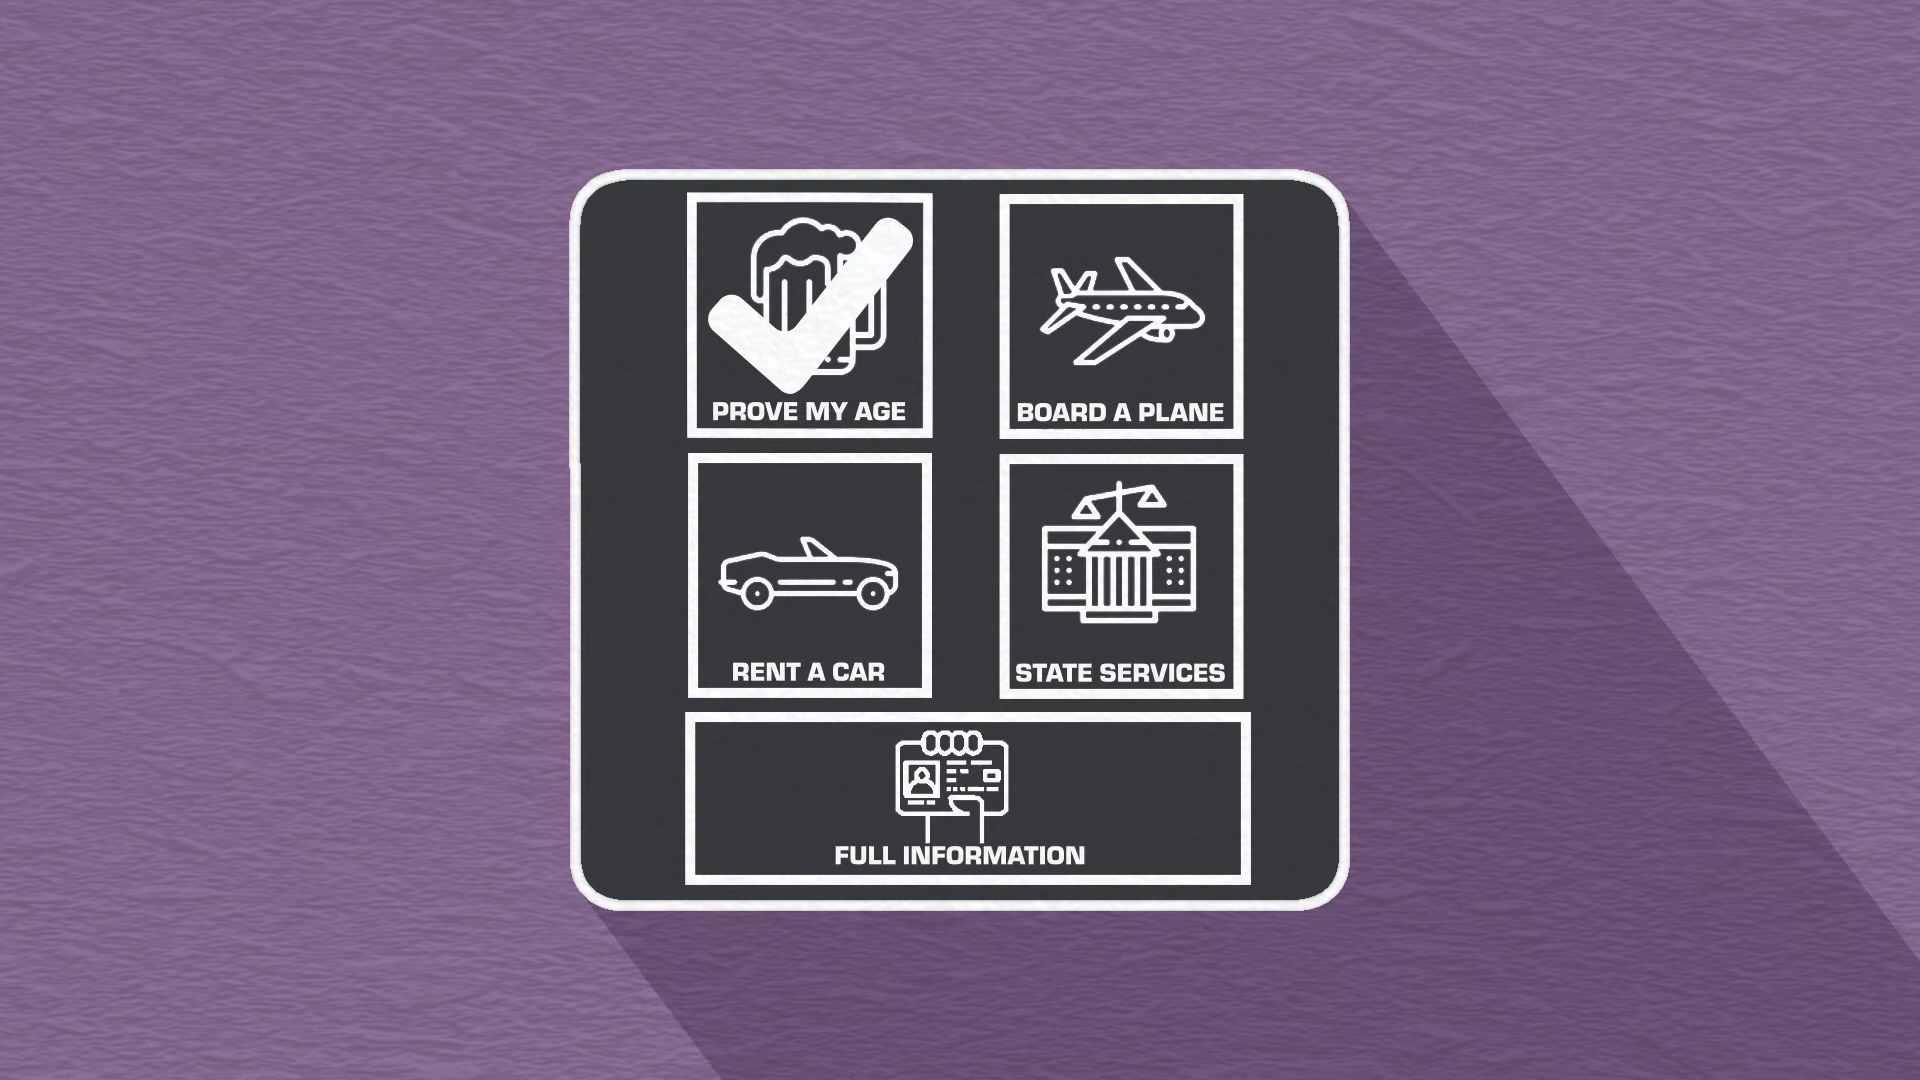 PROVE MY AGE
BOARD A PLANE
RENT A CAR
STATE SERVICES
FULL INFORMATION